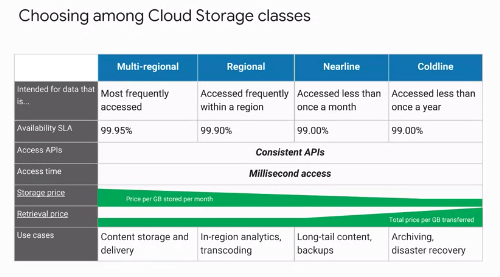 Choosing among Cloud Storage classes
Multi-regional Regional Nearline Coldline
Intended for data that is... Most frequently accessed Accessed frequently within a region Accessed less than once a month Accessed less than once a year
Availability SLA 99.95% 99.90% 99.00% 99.00%
Access APIs Consistent APIs
Access time Millisecond access
Storage price Price per GB stored per month
Retrieval price Total price per GB transferred
Use cases Content storage and delivery In-region analytics, transcoding Long-tail content, backups Archiving, disaster recovery